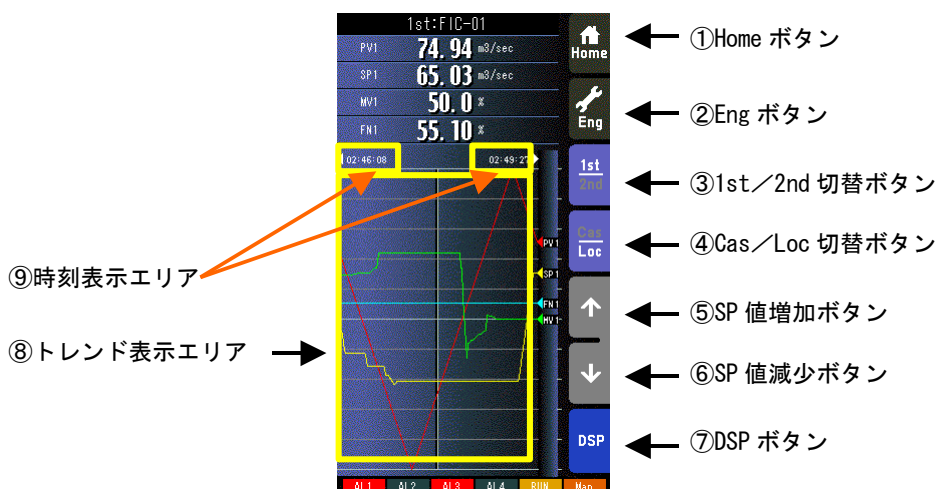 1st:FIC-01
PV1 74.94 m3/sec
SP1 65.03 m3/sec
MV1 50.0 %
FN1 55.10 %
02:46:08 02:49:27
PV1
SP1
FN1
MV1
Home
Eng
1st
2nd
Cas
Loc
DSP
AL1 AL2 AL3 AL4 RUN Man
①Home ボタン
②Eng ボタン
③1st／2nd 切替ボタン
④Cas／Loc 切替ボタン
⑤SP 値増加ボタン
⑥SP 値減少ボタン
⑦DSP ボタン
⑨時刻表示エリア
⑧トレンド表示エリア